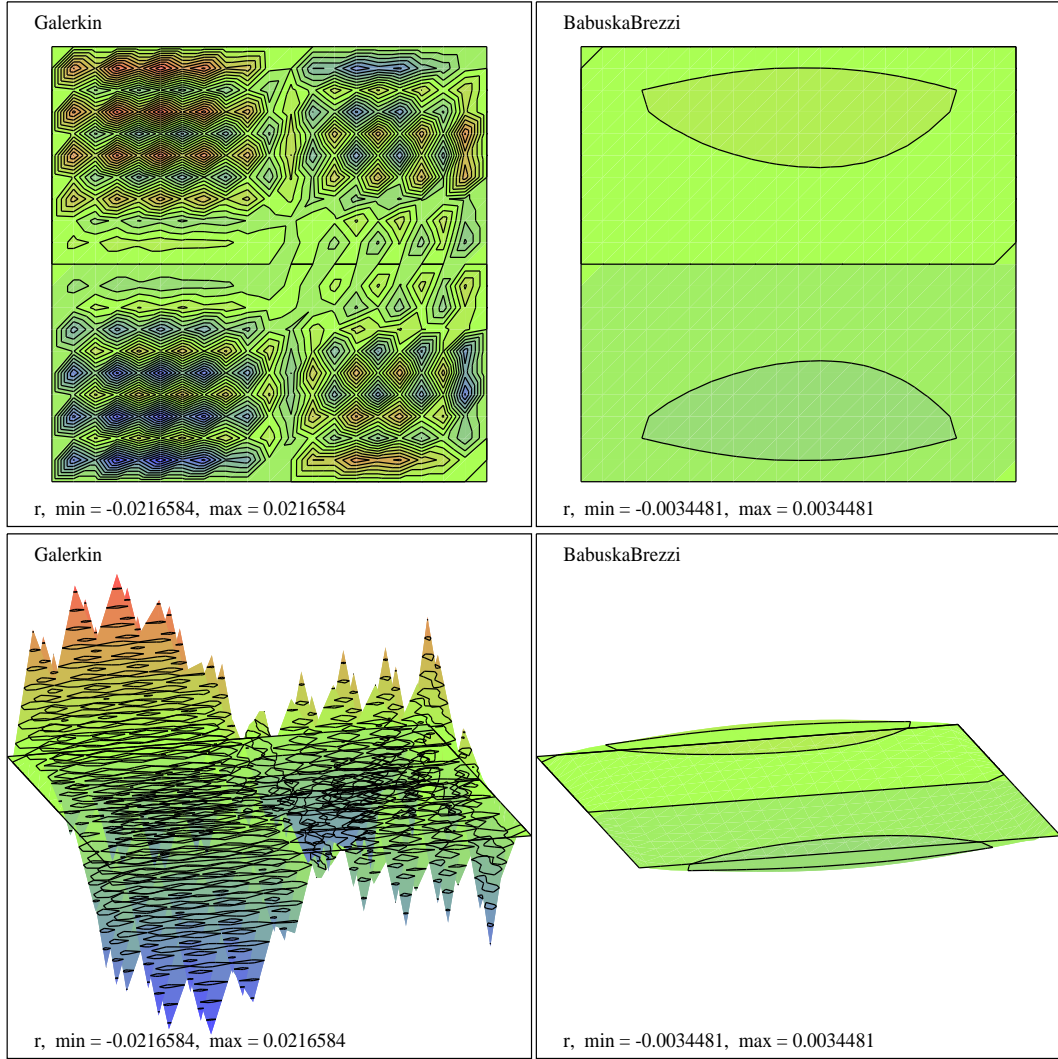 Galerkin
BabuskaBrezzi
r, min = -0.0216584, max = 0.0216584
r, min = -0.0034481, max = 0.0034481
Galerkin
BabuskaBrezzi
r, min = -0.0216584, max = 0.0216584
r, min = -0.0034481, max = 0.0034481